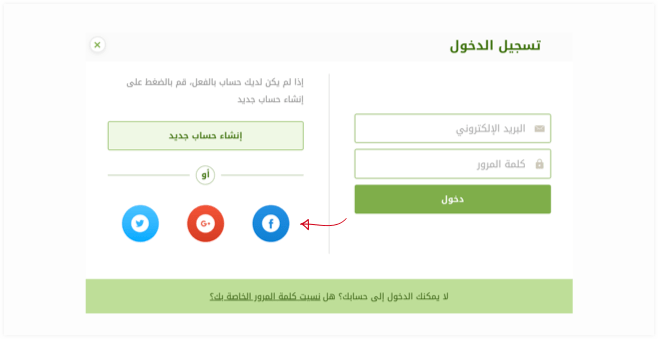 تسجيل الدخول
البريد الإلكتروني
كلمة المرور
دخول
إذا لم يكن لديك حساب بالفعل، قم بالضغط على
إنشاء حساب جديد
إنشاء حساب جديد
أو
لا يمكنك الدخول إلى حسابك؟ هل نسيت كلمة المرور الخاصة بك؟